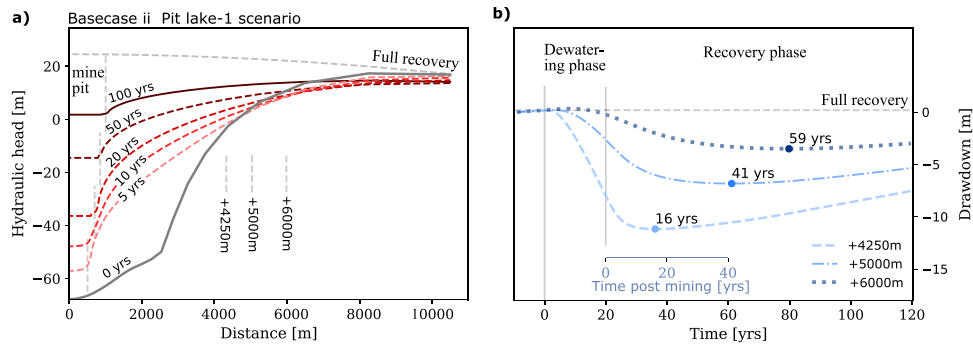 a)
Basecase ii  Pit lake-1 scenario
Hydraulic head [m]
20
0
−20
−40
−60
mine
pit
Full recovery
100 yrs
50 yrs
20 yrs
10 yrs
5 yrs
0 yrs
+4250m
+5000m
+6000m
0
2000
4000
6000
8000
10000
Distance [m]
b)
Dewater-
ing phase
Recovery phase
Full recovery
59 yrs
41 yrs
16 yrs
0
20
40
Time post mining [yrs]
+4250m
+5000m
+6000m
0
−5
−10
−15
Drawdown [m]
0
20
40
60
80
100
120
Time [yrs]